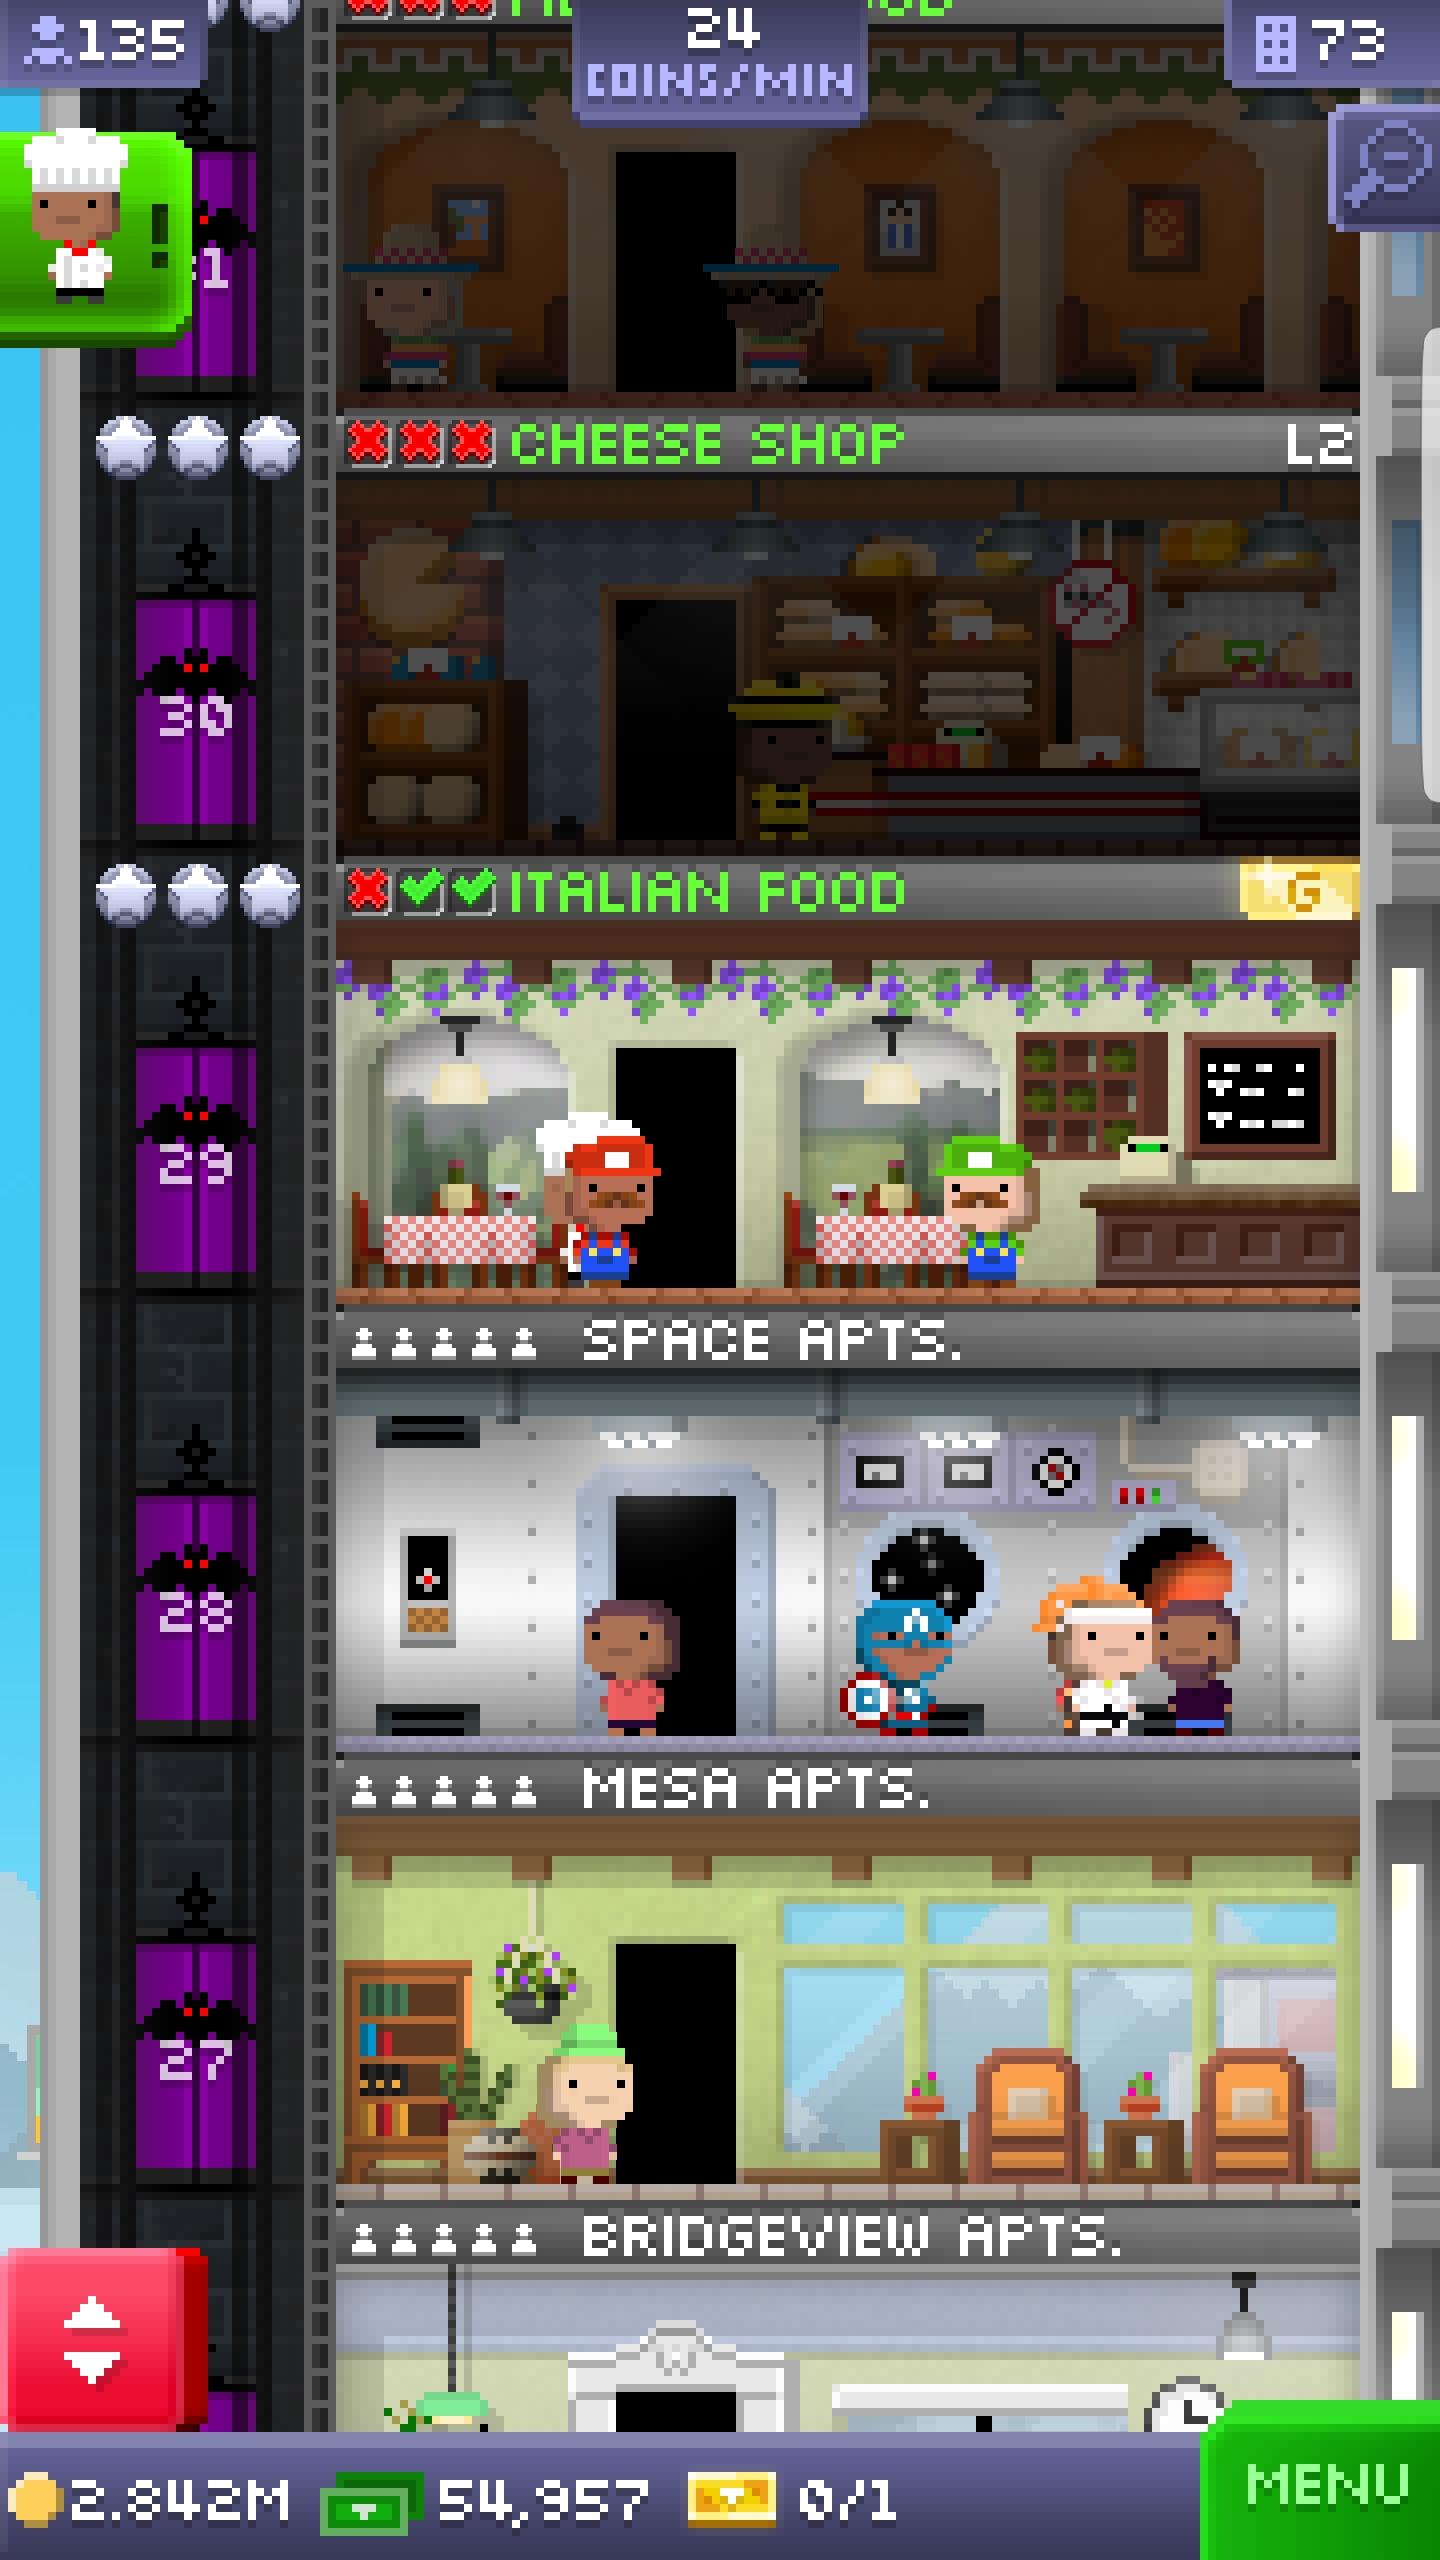 135
24
COINS/MIN
73
31
CHEESE SHOP L2
30
ITALIAN FOOD G
29
SPACE APTS.
28
MESA APTS.
27
BRIDGEVIEW APTS.
2.842M 54,957 0/1
MENU